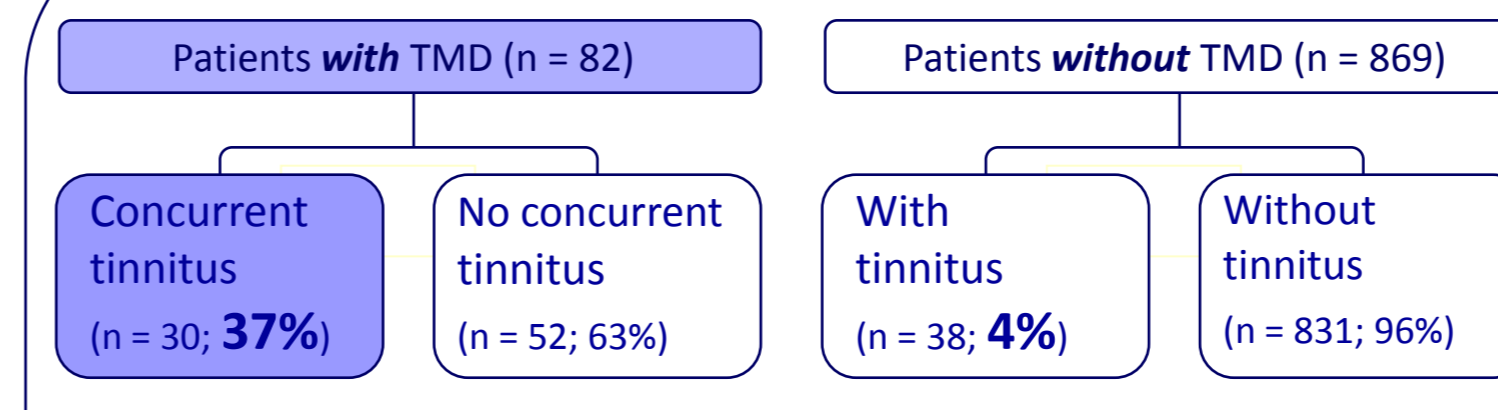 Patients with TMD (n = 82)
Patients without TMD (n = 869)
Concurrent
tinnitus
(n = 30; 37%)
No concurrent
tinnitus
(n = 52; 63%)
With
tinnitus
(n = 38; 4%)
Without
tinnitus
(n = 831; 96%)